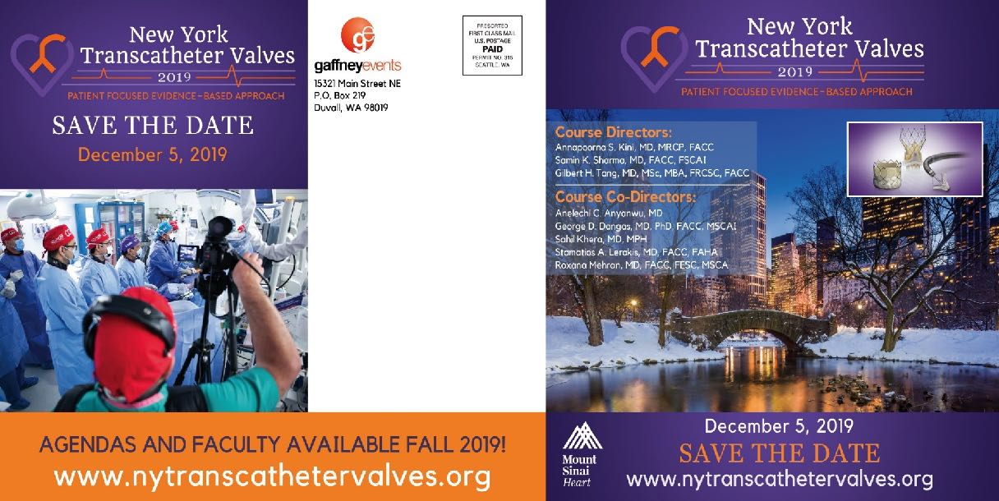 New York
Transcatheter Valves
2019
PATIENT FOCUSED EVIDENCE-BASED APPROACH
SAVE THE DATE
December 5, 2019
ge
gaffneyevents
15321 Main Street NE
P.O. Box 219
Duvall, WA 98019
PRESORTED
FIRST CLASS MAIL
U.S. POSTAGE
PAID
PERMIT NO. 315
SEATTLE, WA
AGENDAS AND FACULTY AVAILABLE FALL 2019!
www.nytranscathetervalves.org
New York
Transcatheter Valves
2019
PATIENT FOCUSED EVIDENCE-BASED APPROACH
Course Directors:
Annapoorna S. Kini, MD, MRCP, FACC
Samin K. Sharma, MD, FACC, FSCAI
Gilbert H. Tang, MD, MSc, MBA, FRCSC, FACC
Course Co-Directors:
Anelechi C. Anyanwu, MD
George D. Dangas, MD, PhD, FACC, MSCAI
Sahil Khera, MD, MPH
Stamatios A. Lerakis, MD, FACC, FAHA
Roxana Mehran, MD, FACC, FESC, MSCA
Mount
Sinai
Heart
December 5, 2019
SAVE THE DATE
www.nytranscathetervalves.org